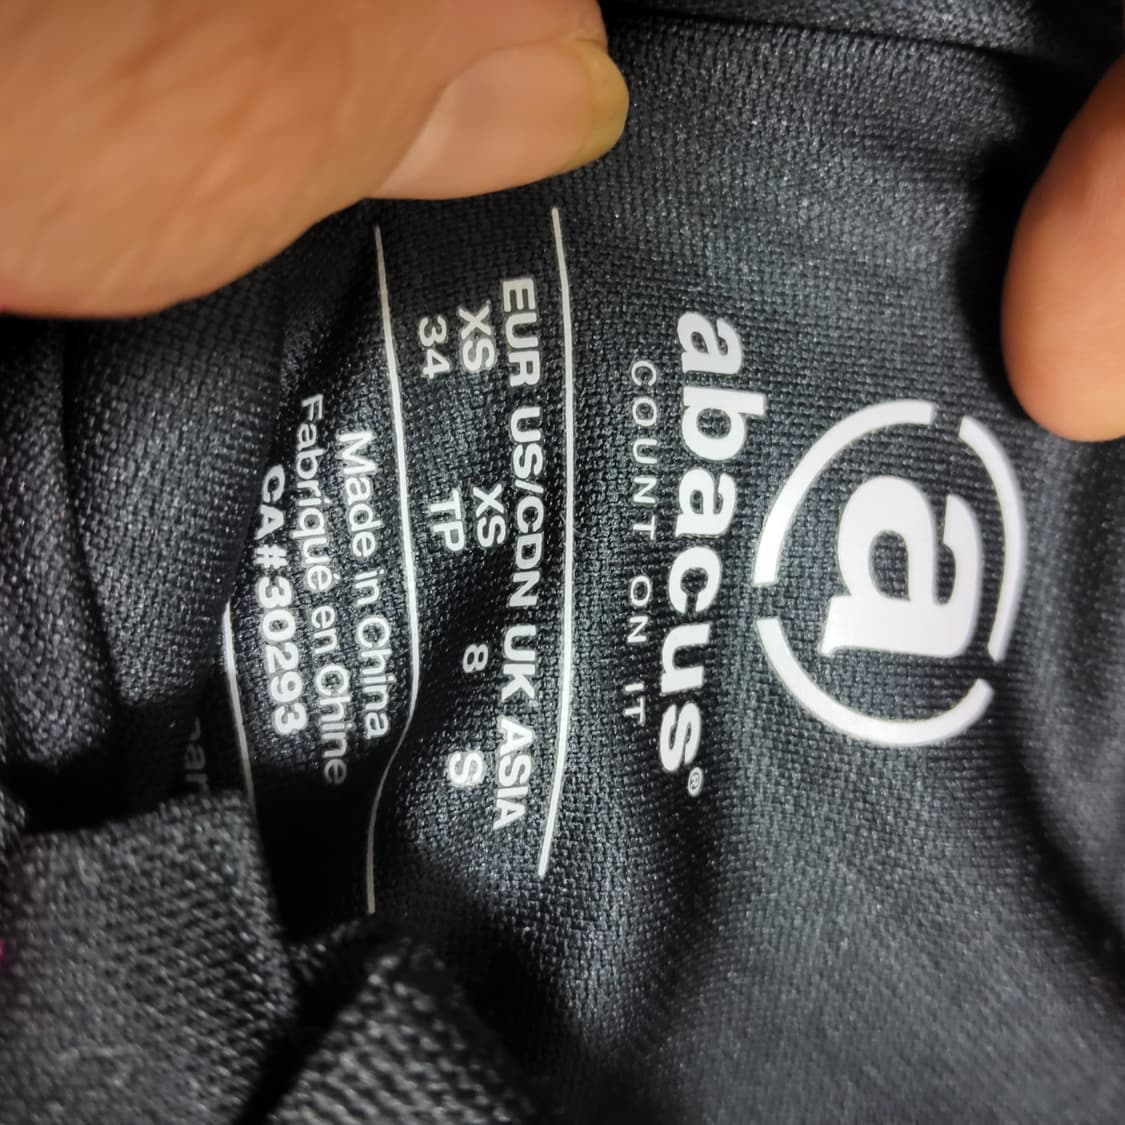 a
abacus®
COUNT ON IT
EUR US/CDN UK ASIA
XS XS 8 S
34 TP
Made in China
Fabriqué en Chine
CA#30293